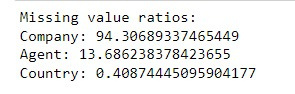 Missing value ratios:
Company: 94.30689337465449
Agent: 13.686238378423655
Country: 0.40874445095904177